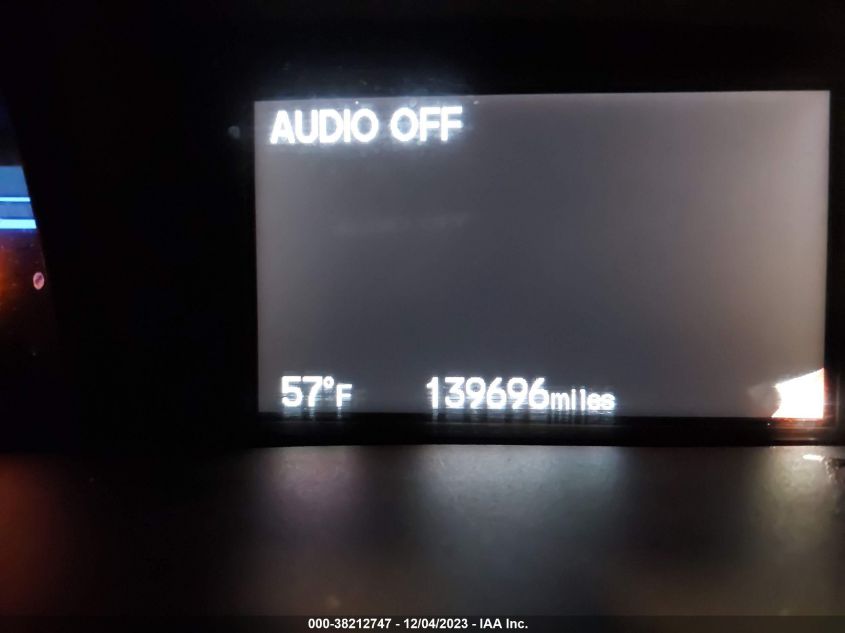 AUDIO OFF
57°F 139696miles
000-38212747 - 12/04/2023 - IAA Inc.